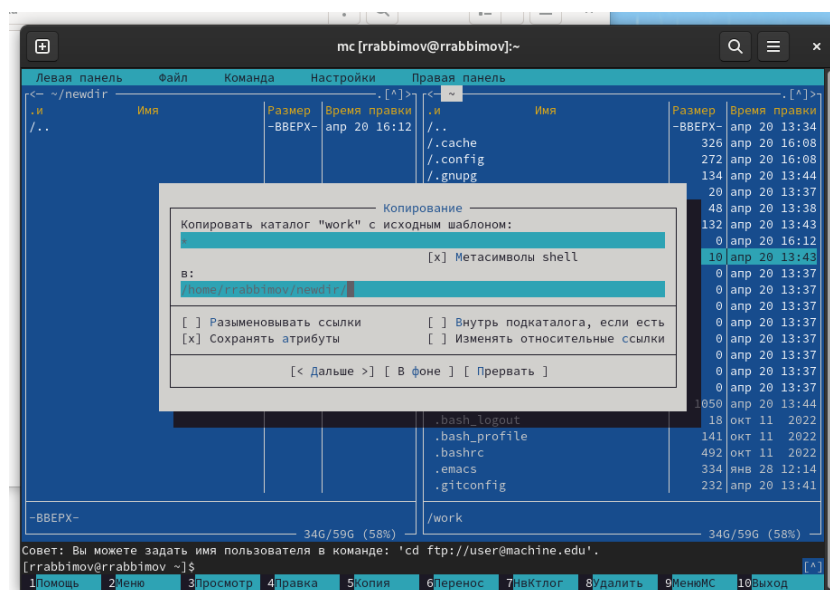 mc [rrabbimov@rrabbimov]:~
Левая панель Файл Команда Настройки Правая панель
<— ~/newdir .[^]> <— ~ .[^]>
.и Имя Размер Время правки .и Имя Размер Время правки
/.. -ВВЕРХ- апр 20 16:12 /.. -ВВЕРХ- апр 20 13:34
/.cache 326 апр 20 16:08
/.config 272 апр 20 16:08
/.gnupg 134 апр 20 13:44
20 апр 20 13:37
Копирование 48 апр 20 13:38
Копировать каталог "work" с исходным шаблоном: 132 апр 20 13:43
* 0 апр 20 16:12
[x] Метасимволы shell 10 апр 20 13:43
в: 0 апр 20 13:37
/home/rrabbimov/newdir/ 0 апр 20 13:37
0 апр 20 13:37
[ ] Разыменовывать ссылки [ ] Внутрь подкаталога, если есть 0 апр 20 13:37
[x] Сохранять атрибуты [ ] Изменять относительные ссылки 0 апр 20 13:37
0 апр 20 13:37
[< Дальше >] [ В фоне ] [ Прервать ] 0 апр 20 13:37
0 апр 20 13:37
1050 апр 20 13:44
.bash_logout 18 окт 11 2022
.bash_profile 141 окт 11 2022
.bashrc 492 окт 11 2022
.emacs 334 янв 28 12:14
.gitconfig 232 апр 20 13:41
-ВВЕРХ- /work
34G/59G (58%) 34G/59G (58%)
Совет: Вы можете задать имя пользователя в команде: 'cd ftp://user@machine.edu'.
[rrabbimov@rrabbimov ~]$ [^]
1Помощь 2Меню 3Просмотр 4Правка 5Копия 6Перенос 7НвКтлог 8Удалить 9МенюМС 10Выход